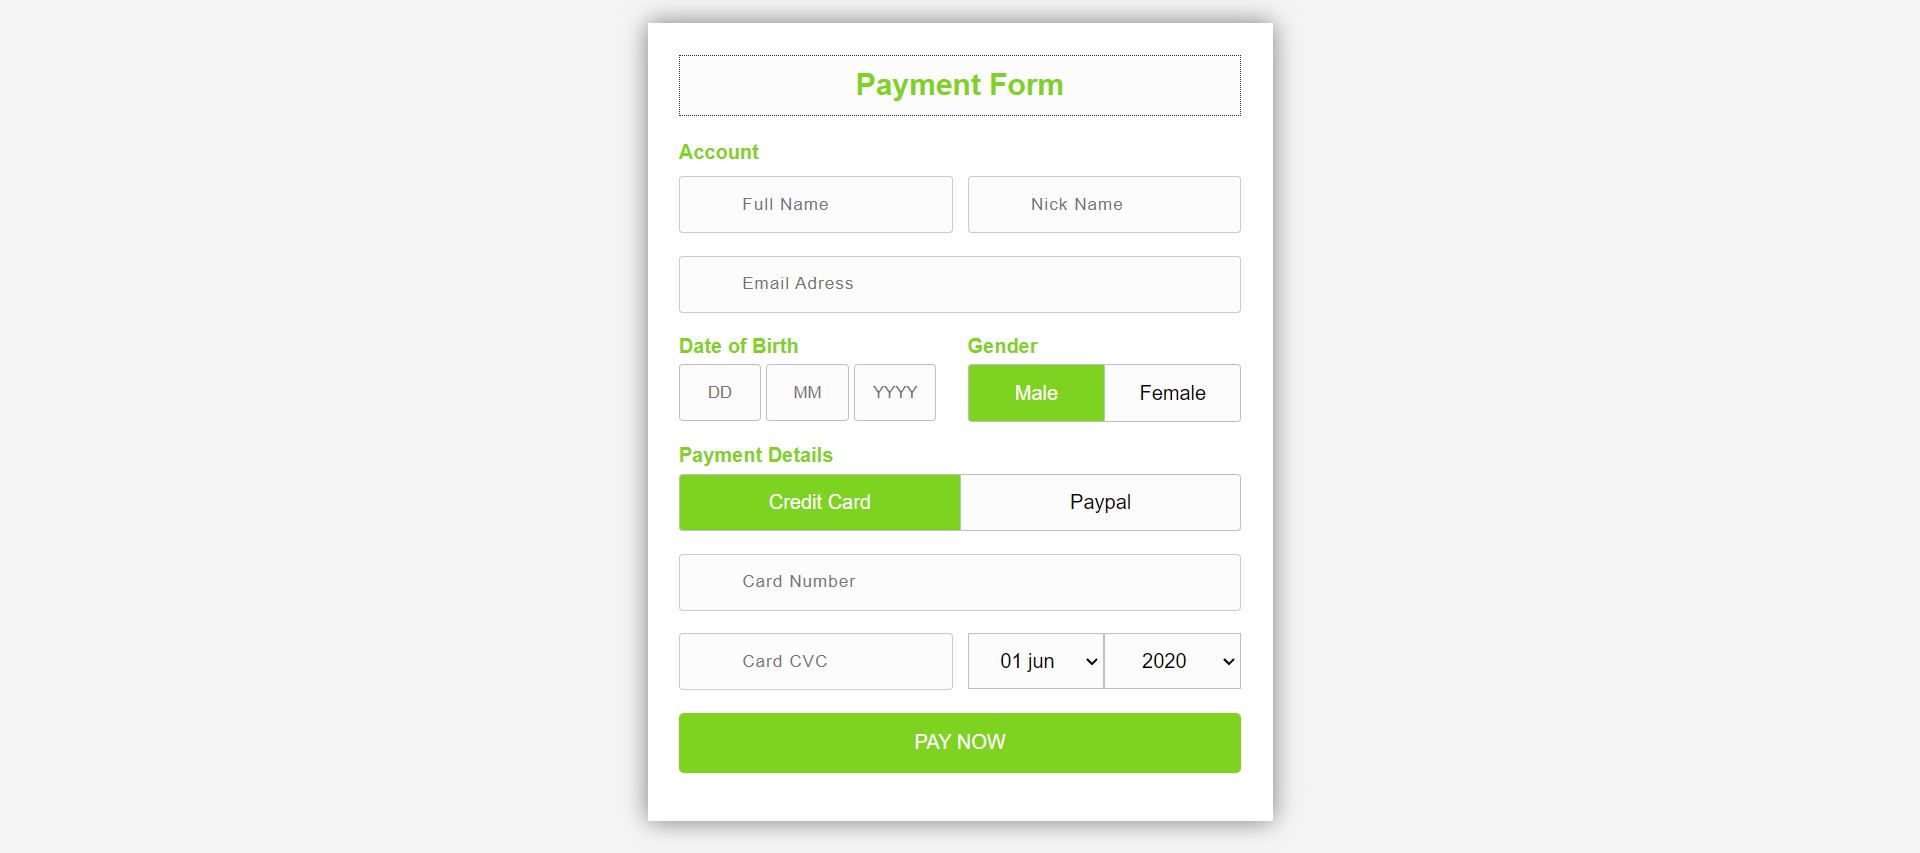 Payment Form
Account
Full Name Nick Name
Email Adress
Date of Birth Gender
DD MM YYYY Male Female
Payment Details
Credit Card Paypal
Card Number
Card CVC 01 jun 2020
PAY NOW